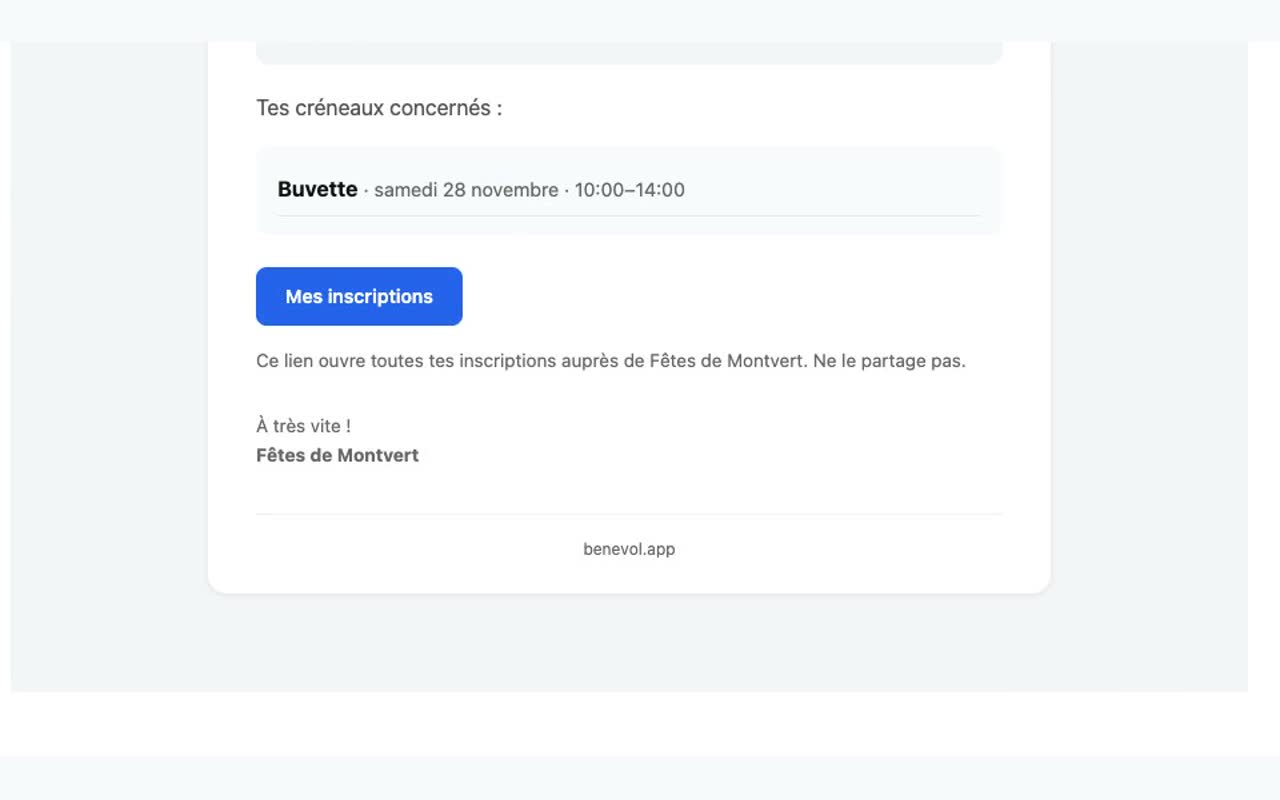 Tes créneaux concernés :
Buvette · samedi 28 novembre · 10:00–14:00
Mes inscriptions
Ce lien ouvre toutes tes inscriptions auprès de Fêtes de Montvert. Ne le partage pas.
À très vite !
Fêtes de Montvert
benevol.app